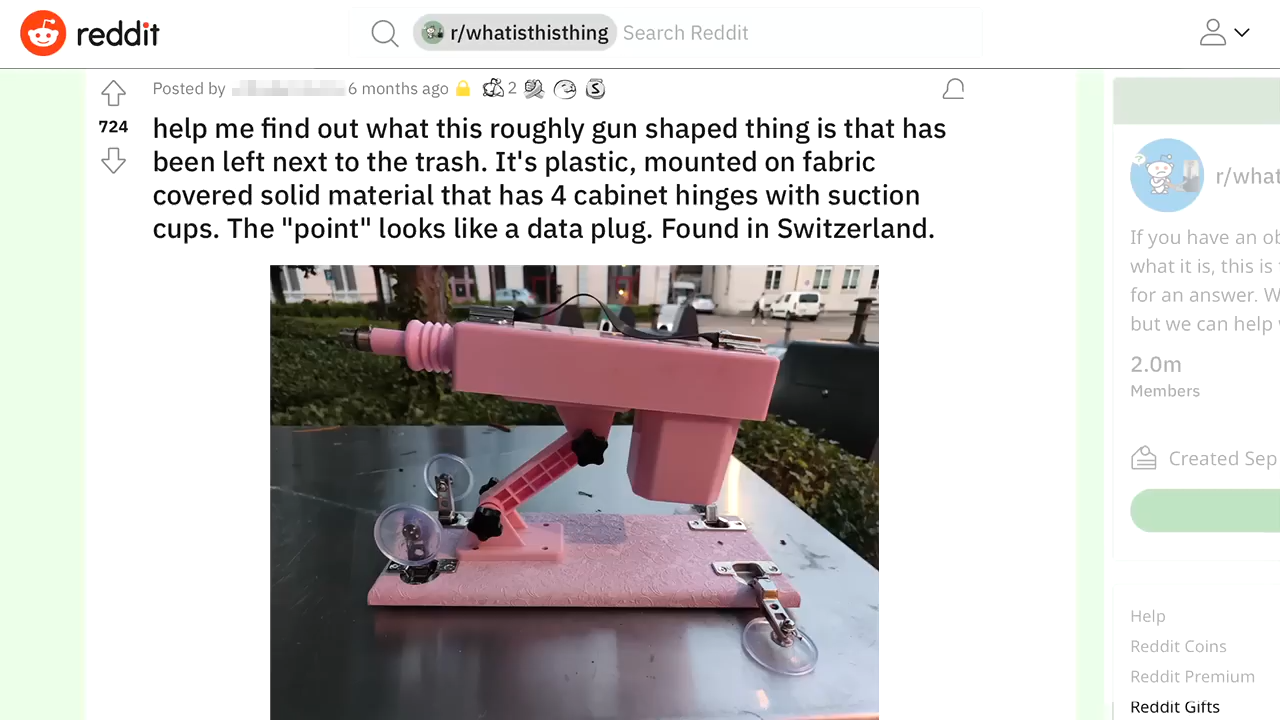 reddit
r/whatisthisthing Search Reddit
Posted by 6 months ago 2
724
help me find out what this roughly gun shaped thing is that has
been left next to the trash. It's plastic, mounted on fabric
covered solid material that has 4 cabinet hinges with suction
cups. The "point" looks like a data plug. Found in Switzerland.
r/what
If you have an ob
what it is, this is
for an answer. W
but we can help
2.0m
Members
Created Sep
Help
Reddit Coins
Reddit Premium
Reddit Gifts